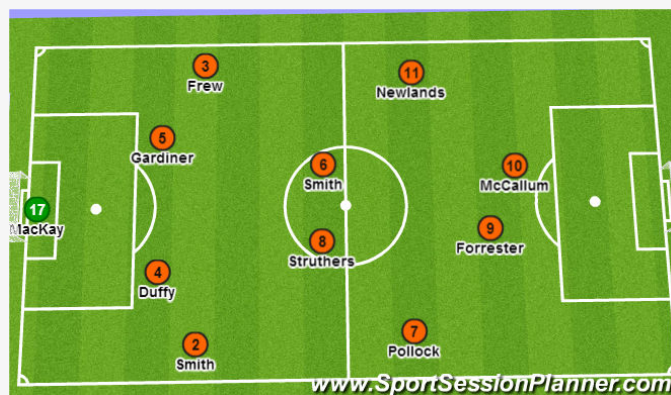 3
Frew
11
Newlands
5
Gardiner
6
Smith
10
McCallum
17
MacKay
9
Forrester
8
Struthers
4
Duffy
7
Pollock
2
Smith
www.SportSessionPlanner.com